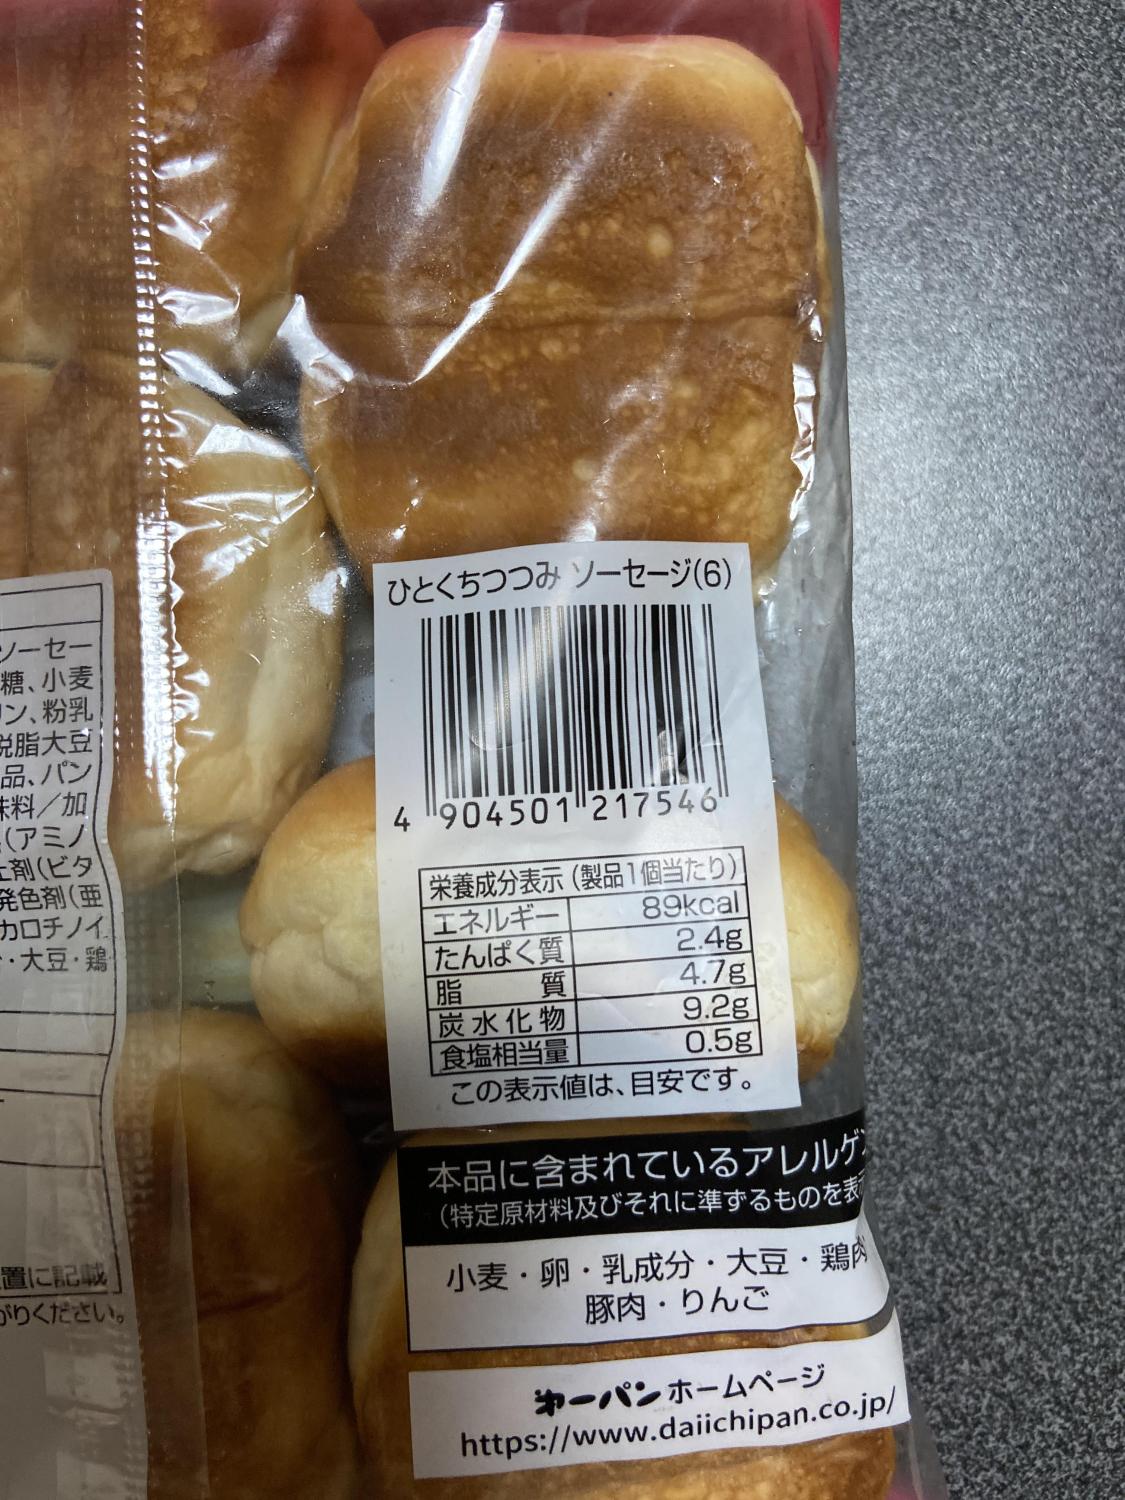 ソーセー
糖、小麦
リン、粉乳
脱脂大豆
品、パン
味料／加
(アミノ
剤(ビタ
発色剤(亜
カロチノイ
・大豆・鶏
置に記載
がりください。
ひとくちつつみ ソーセージ(6)
4 904501 217546
栄養成分表示(製品1個当たり)
エネルギー 89kcal
たんぱく質 2.4g
脂質 4.7g
炭水化物 9.2g
食塩相当量 0.5g
この表示値は、目安です。
本品に含まれているアレルゲン
(特定原材料及びそれに準ずるものを表示
小麦・卵・乳成分・大豆・鶏肉
豚肉・りんご
第一パン ホームページ
https://www.daiichipan.co.jp/